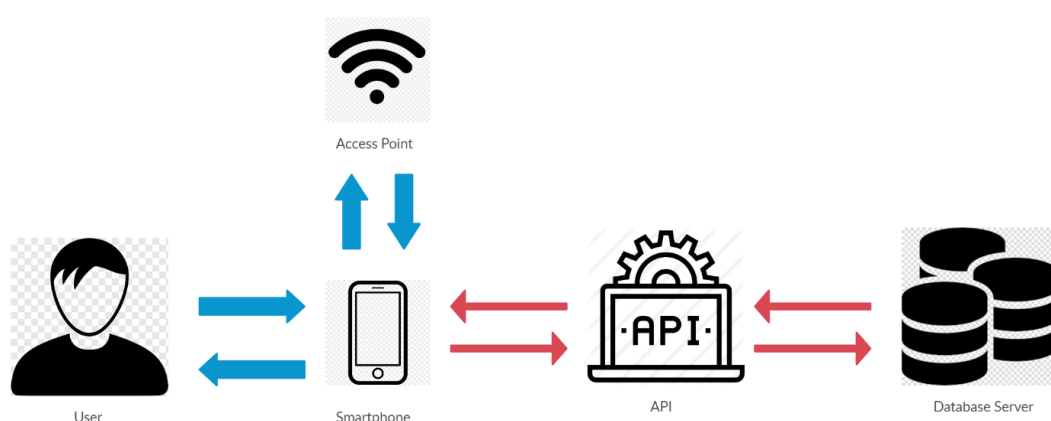 Access Point
·API·
User
Smartphone
API
Database Server